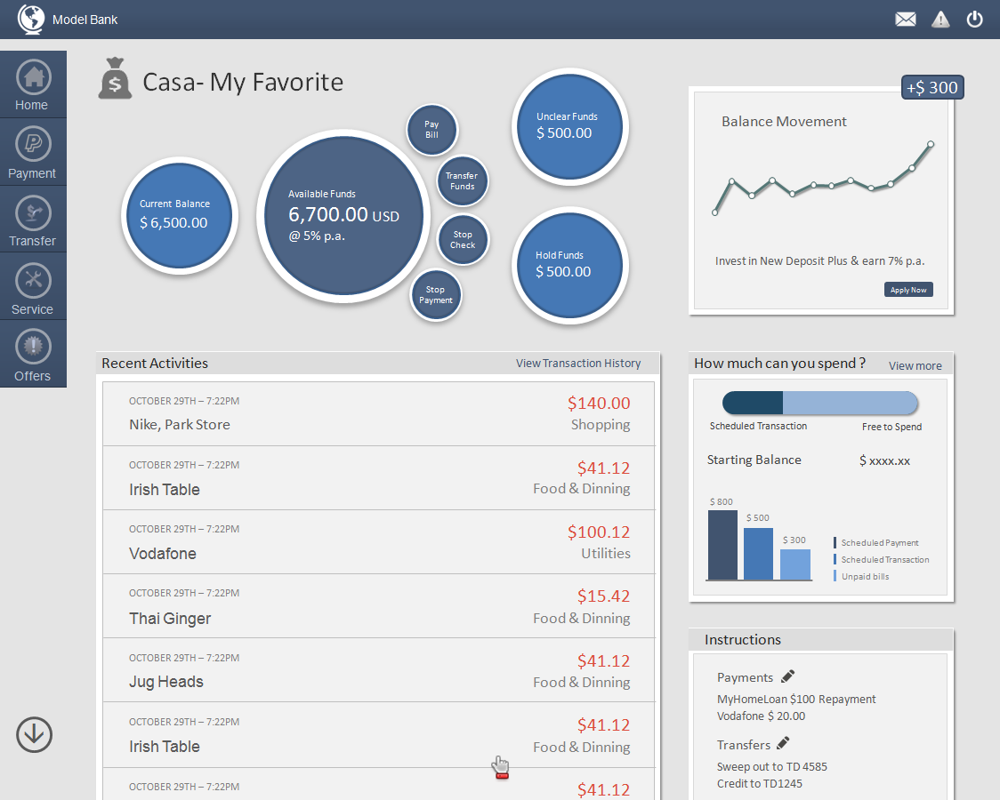 Model Bank
Home
Payment
Transfer
Service
Offers
Casa- My Favorite
Current Balance
$ 6,500.00
Available Funds
6,700.00 USD
@ 5% p.a.
Pay
Bill
Transfer
Funds
Stop
Check
Stop
Payment
Unclear Funds
$ 500.00
Hold Funds
$ 500.00
+$ 300
Balance Movement
Invest in New Deposit Plus & earn 7% p.a.
Apply Now
Recent Activities
View Transaction History
OCTOBER 29TH – 7:22PM
$140.00
Nike, Park Store
Shopping
OCTOBER 29TH – 7:22PM
$41.12
Irish Table
Food & Dinning
OCTOBER 29TH – 7:22PM
$100.12
Vodafone
Utilities
OCTOBER 29TH – 7:22PM
$15.42
Thai Ginger
Food & Dinning
OCTOBER 29TH – 7:22PM
$41.12
Jug Heads
Food & Dinning
OCTOBER 29TH – 7:22PM
$41.12
Irish Table
Food & Dinning
OCTOBER 29TH – 7:22PM
$41.12
How much can you spend ?
View more
Scheduled Transaction
Free to Spend
Starting Balance
$ xxxx.xx
$ 800
$ 500
$ 300
Scheduled Payment
Scheduled Transaction
Unpaid bills
Instructions
Payments
MyHomeLoan $100 Repayment
Vodafone $ 20.00
Transfers
Sweep out to TD 4585
Credit to TD1245